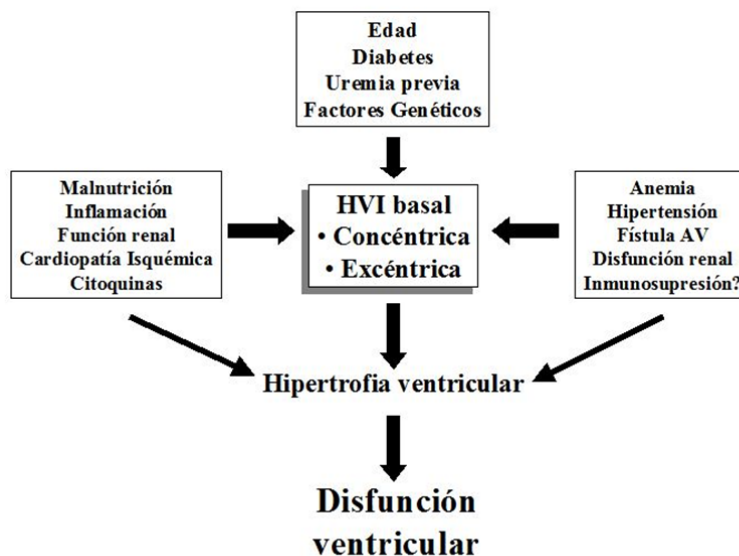 Edad
Diabetes
Uremia previa
Factores Genéticos
Malnutrición
Inflamación
Función renal
Cardiopatía Isquémica
Citoquinas
HVI basal
• Concéntrica
• Excéntrica
Anemia
Hipertensión
Fístula AV
Disfunción renal
Inmunosupresión?
Hipertrofia ventricular
Disfunción
ventricular